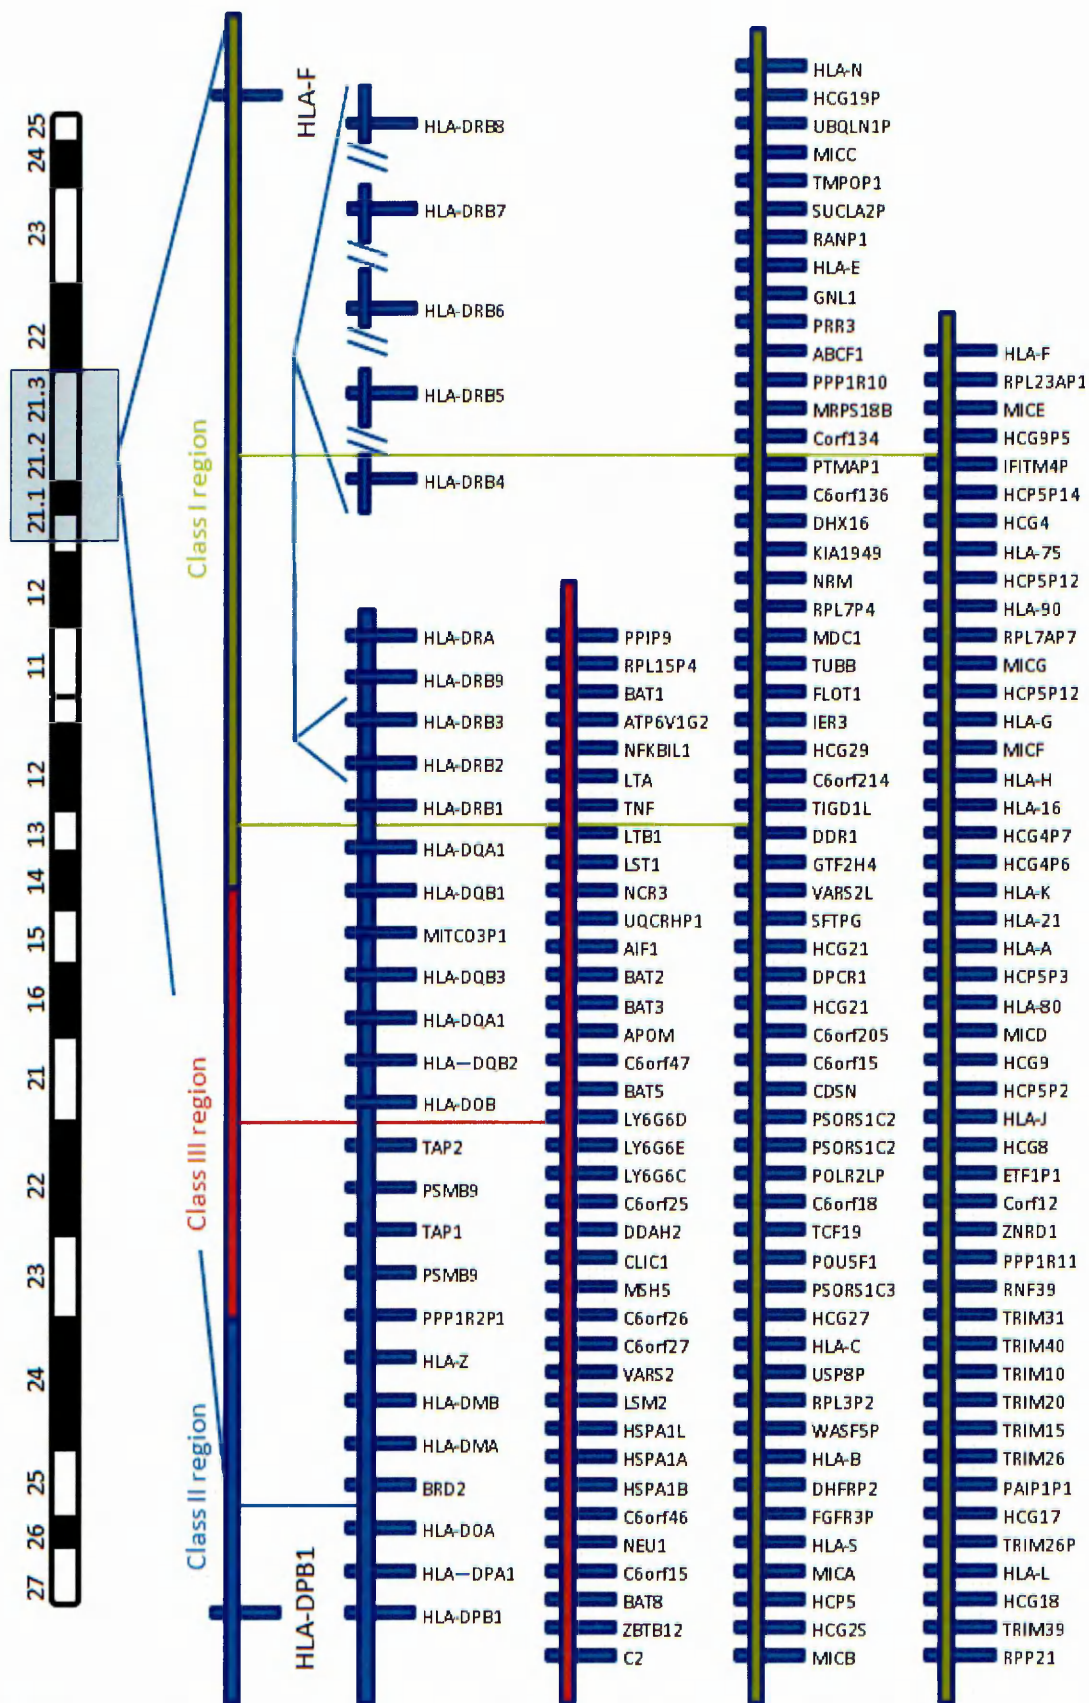 25
24
23
22
21.3
21.2
21.1
12
11
12
13
14
15
16
21
22
23
24
25
26
27
Class I region
Class III region
Class II region
HLA-F
HLA-DPB1
HLA-DRB8
HLA-DRB7
HLA-DRB6
HLA-DRB5
HLA-DRB4
HLA-DRA
HLA-DRB9
HLA-DRB3
HLA-DRB2
HLA-DRB1
HLA-DQA1
HLA-DQB1
MITCO3P1
HLA-DQB3
HLA-DQA1
HLA—DQB2
HLA-DOB
TAP2
PSMB9
TAP1
PSMB9
PPP1R2P1
HLA-Z
HLA-DMB
HLA-DMA
BRD2
HLA-DOA
HLA—DPA1
HLA-DPB1
PPIP9
RPL15P4
BAT1
ATP6V1G2
NFKBIL1
LTA
TNF
LTB1
LST1
NCR3
UQCRHP1
AIF1
BAT2
BAT3
APOM
C6orf47
BAT5
LY6G6D
LY6G6E
LY6G6C
C6orf25
DDAH2
CLIC1
MSH5
C6orf26
C6orf27
VARS2
LSM2
HSPA1L
HSPA1A
HSPA1B
C6orf46
NEU1
C6orf15
BAT8
ZBTB12
C2
HLA-N
HCG19P
UBQLN1P
MICC
TMPOP1
SUCLA2P
RANP1
HLA-E
GNL1
PRR3
ABCF1
PPP1R10
MRPS18B
Corf134
PTMAP1
C6orf136
DHX16
KIA1949
NRM
RPL7P4
MDC1
TUBB
FLOT1
IER3
HCG29
C6orf214
TIGD1L
DDR1
GTF2H4
VARS2L
SFTPG
HCG21
DPCR1
HCG21
C6orf205
C6orf15
CDSN
PSORS1C2
PSORS1C2
POLR2LP
C6orf18
TCF19
POU5F1
PSORS1C3
HCG27
HLA-C
USP8P
RPL3P2
WASF5P
HLA-B
DHFRP2
FGFR3P
HLA-S
MICA
HCP5
HCG2S
MICB
HLA-F
RPL23AP1
MICE
HCG9P5
IFITM4P
HCP5P14
HCG4
HLA-75
HCP5P12
HLA-90
RPL7AP7
MICG
HCP5P12
HLA-G
MICF
HLA-H
HLA-16
HCG4P7
HCG4P6
HLA-K
HLA-21
HLA-A
HCP5P3
HLA-80
MICD
HCG9
HCP5P2
HLA-J
HCG8
ETF1P1
Corf12
ZNRD1
PPP1R11
RNF39
TRIM31
TRIM40
TRIM10
TRIM20
TRIM15
TRIM26
PAIP1P1
HCG17
TRIM26P
HLA-L
HCG18
TRIM39
RPP21